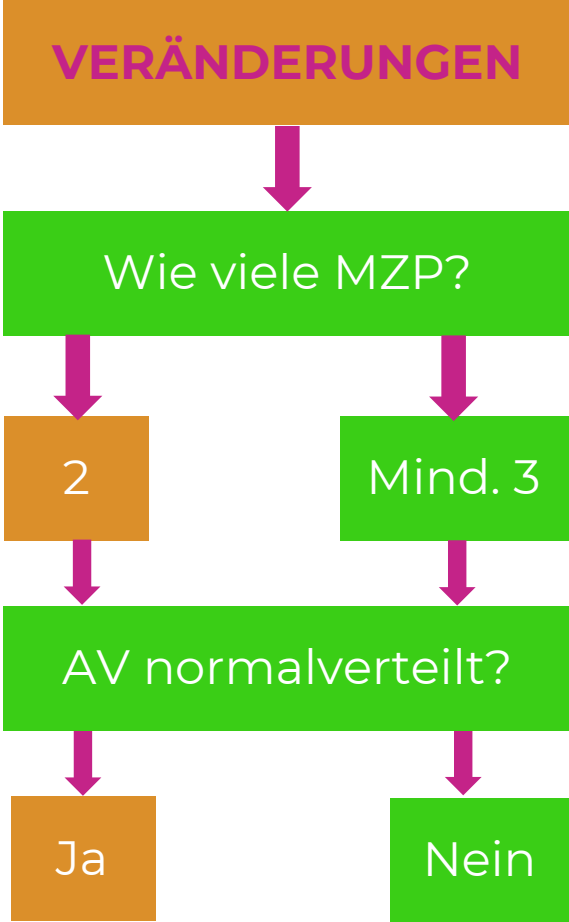 VERÄNDERUNGEN
Wie viele MZP?
2
Mind. 3
AV normalverteilt?
Ja
Nein